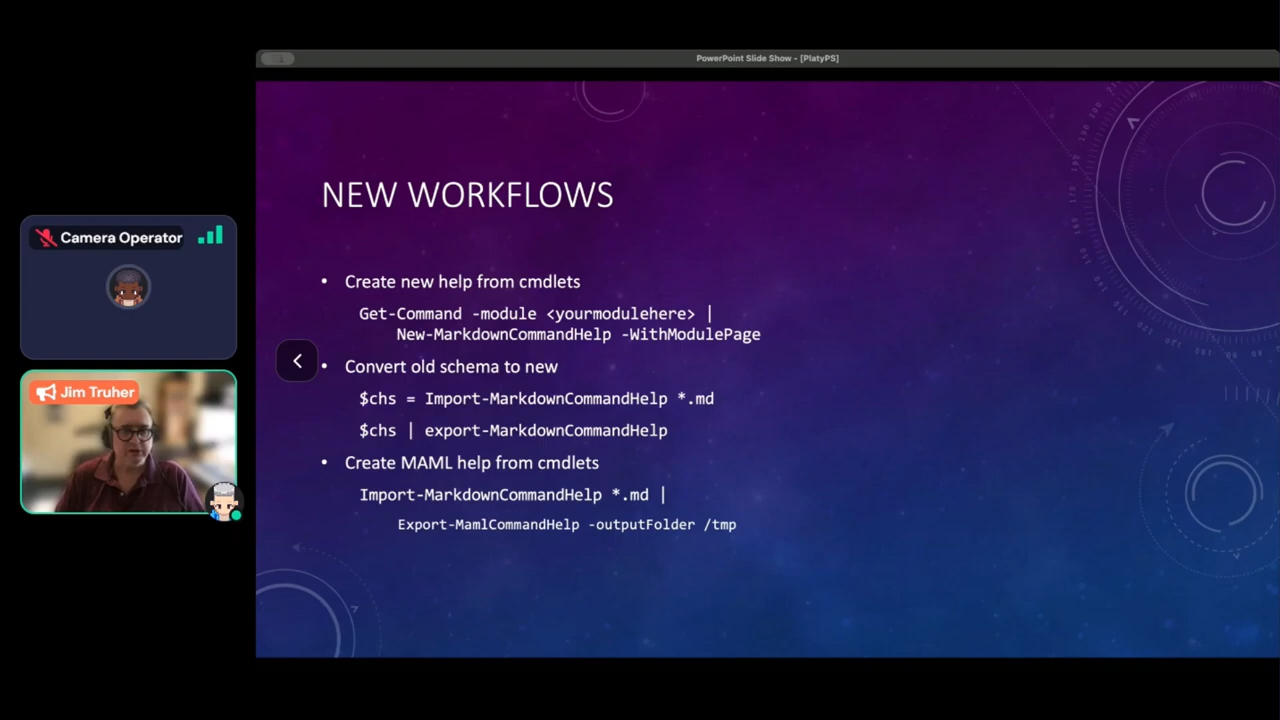 PowerPoint Slide Show - [PlatyPS]
NEW WORKFLOWS
• Create new help from cmdlets
Get-Command -module <yourmodulehere> |
New-MarkdownCommandHelp -WithModulePage
• Convert old schema to new
$chs = Import-MarkdownCommandHelp *.md
$chs | export-MarkdownCommandHelp
• Create MAML help from cmdlets
Import-MarkdownCommandHelp *.md |
Export-MamlCommandHelp -outputFolder /tmp
Camera Operator
Jim Truher